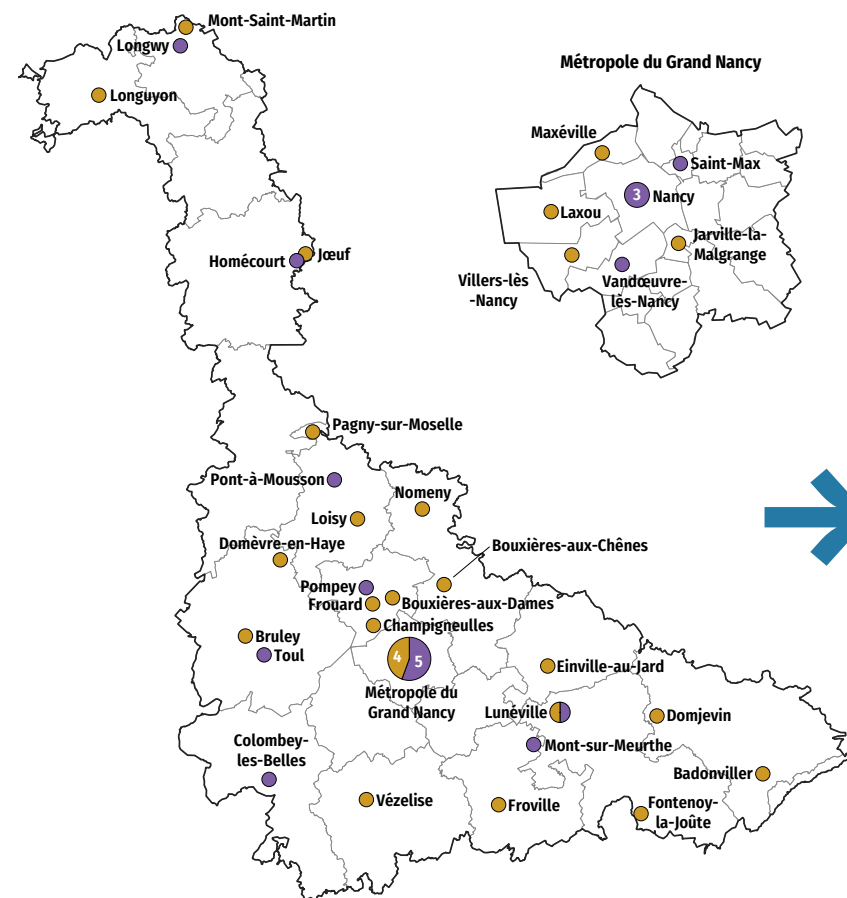 Mont-Saint-Martin
Longwy
Longuyon
Homécourt
Jœuf
Métropole du Grand Nancy
Maxéville
Saint-Max
3
Nancy
Laxou
Jarville-la-
Malgrange
Villers-lès
-Nancy
Vandœuvre-
lès-Nancy
Pagny-sur-Moselle
Pont-à-Mousson
Nomeny
Loisy
Domèvre-en-Haye
Bouxières-aux-Chênes
Pompey
Frouard
Bouxières-aux-Dames
Champigneulles
Bruley
Toul
4
5
Métropole du
Grand Nancy
Einville-au-Jard
Lunéville
Domjevin
Mont-sur-Meurthe
Colombey-
les-Belles
Badonviller
Vézelise
Froville
Fontenoy-
la-Joûte